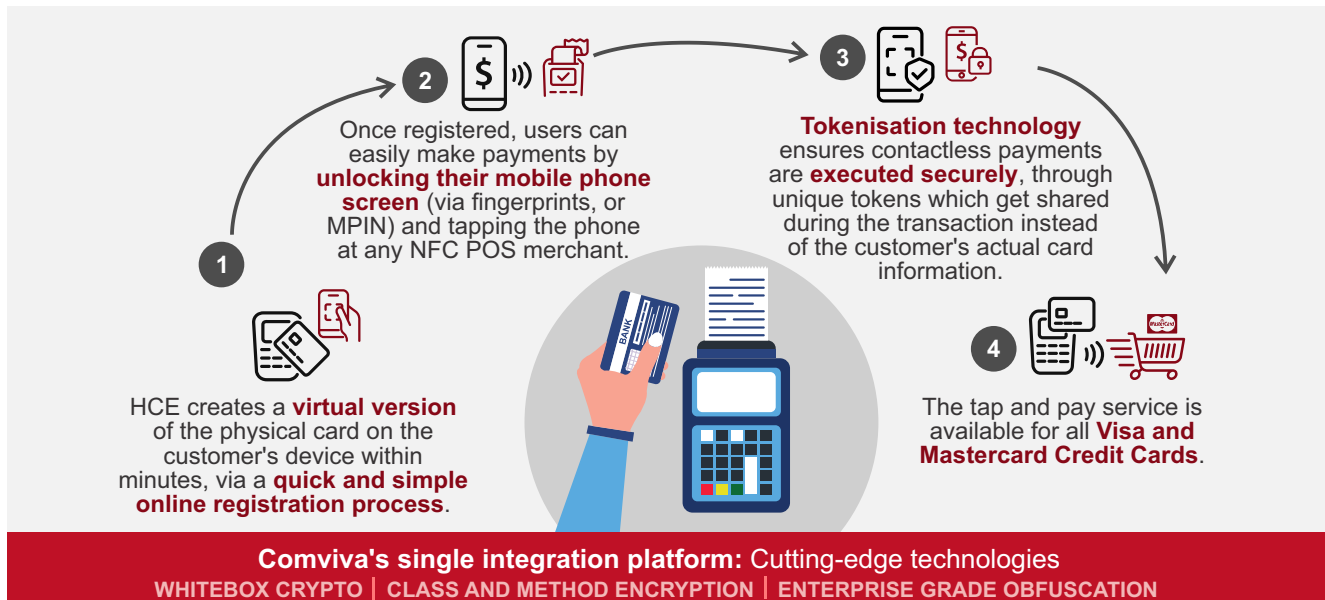 1
HCE creates a virtual version
of the physical card on the
customer's device within
minutes, via a quick and simple
online registration process.
2
$
Once registered, users can
easily make payments by
unlocking their mobile phone
screen (via fingerprints, or
MPIN) and tapping the phone
at any NFC POS merchant.
3
$
Tokenisation technology
ensures contactless payments
are executed securely, through
unique tokens which get shared
during the transaction instead
of the customer's actual card
information.
4
MasterCard
The tap and pay service is
available for all Visa and
Mastercard Credit Cards.
BANK
Comviva's single integration platform: Cutting-edge technologies
WHITEBOX CRYPTO | CLASS AND METHOD ENCRYPTION | ENTERPRISE GRADE OBFUSCATION